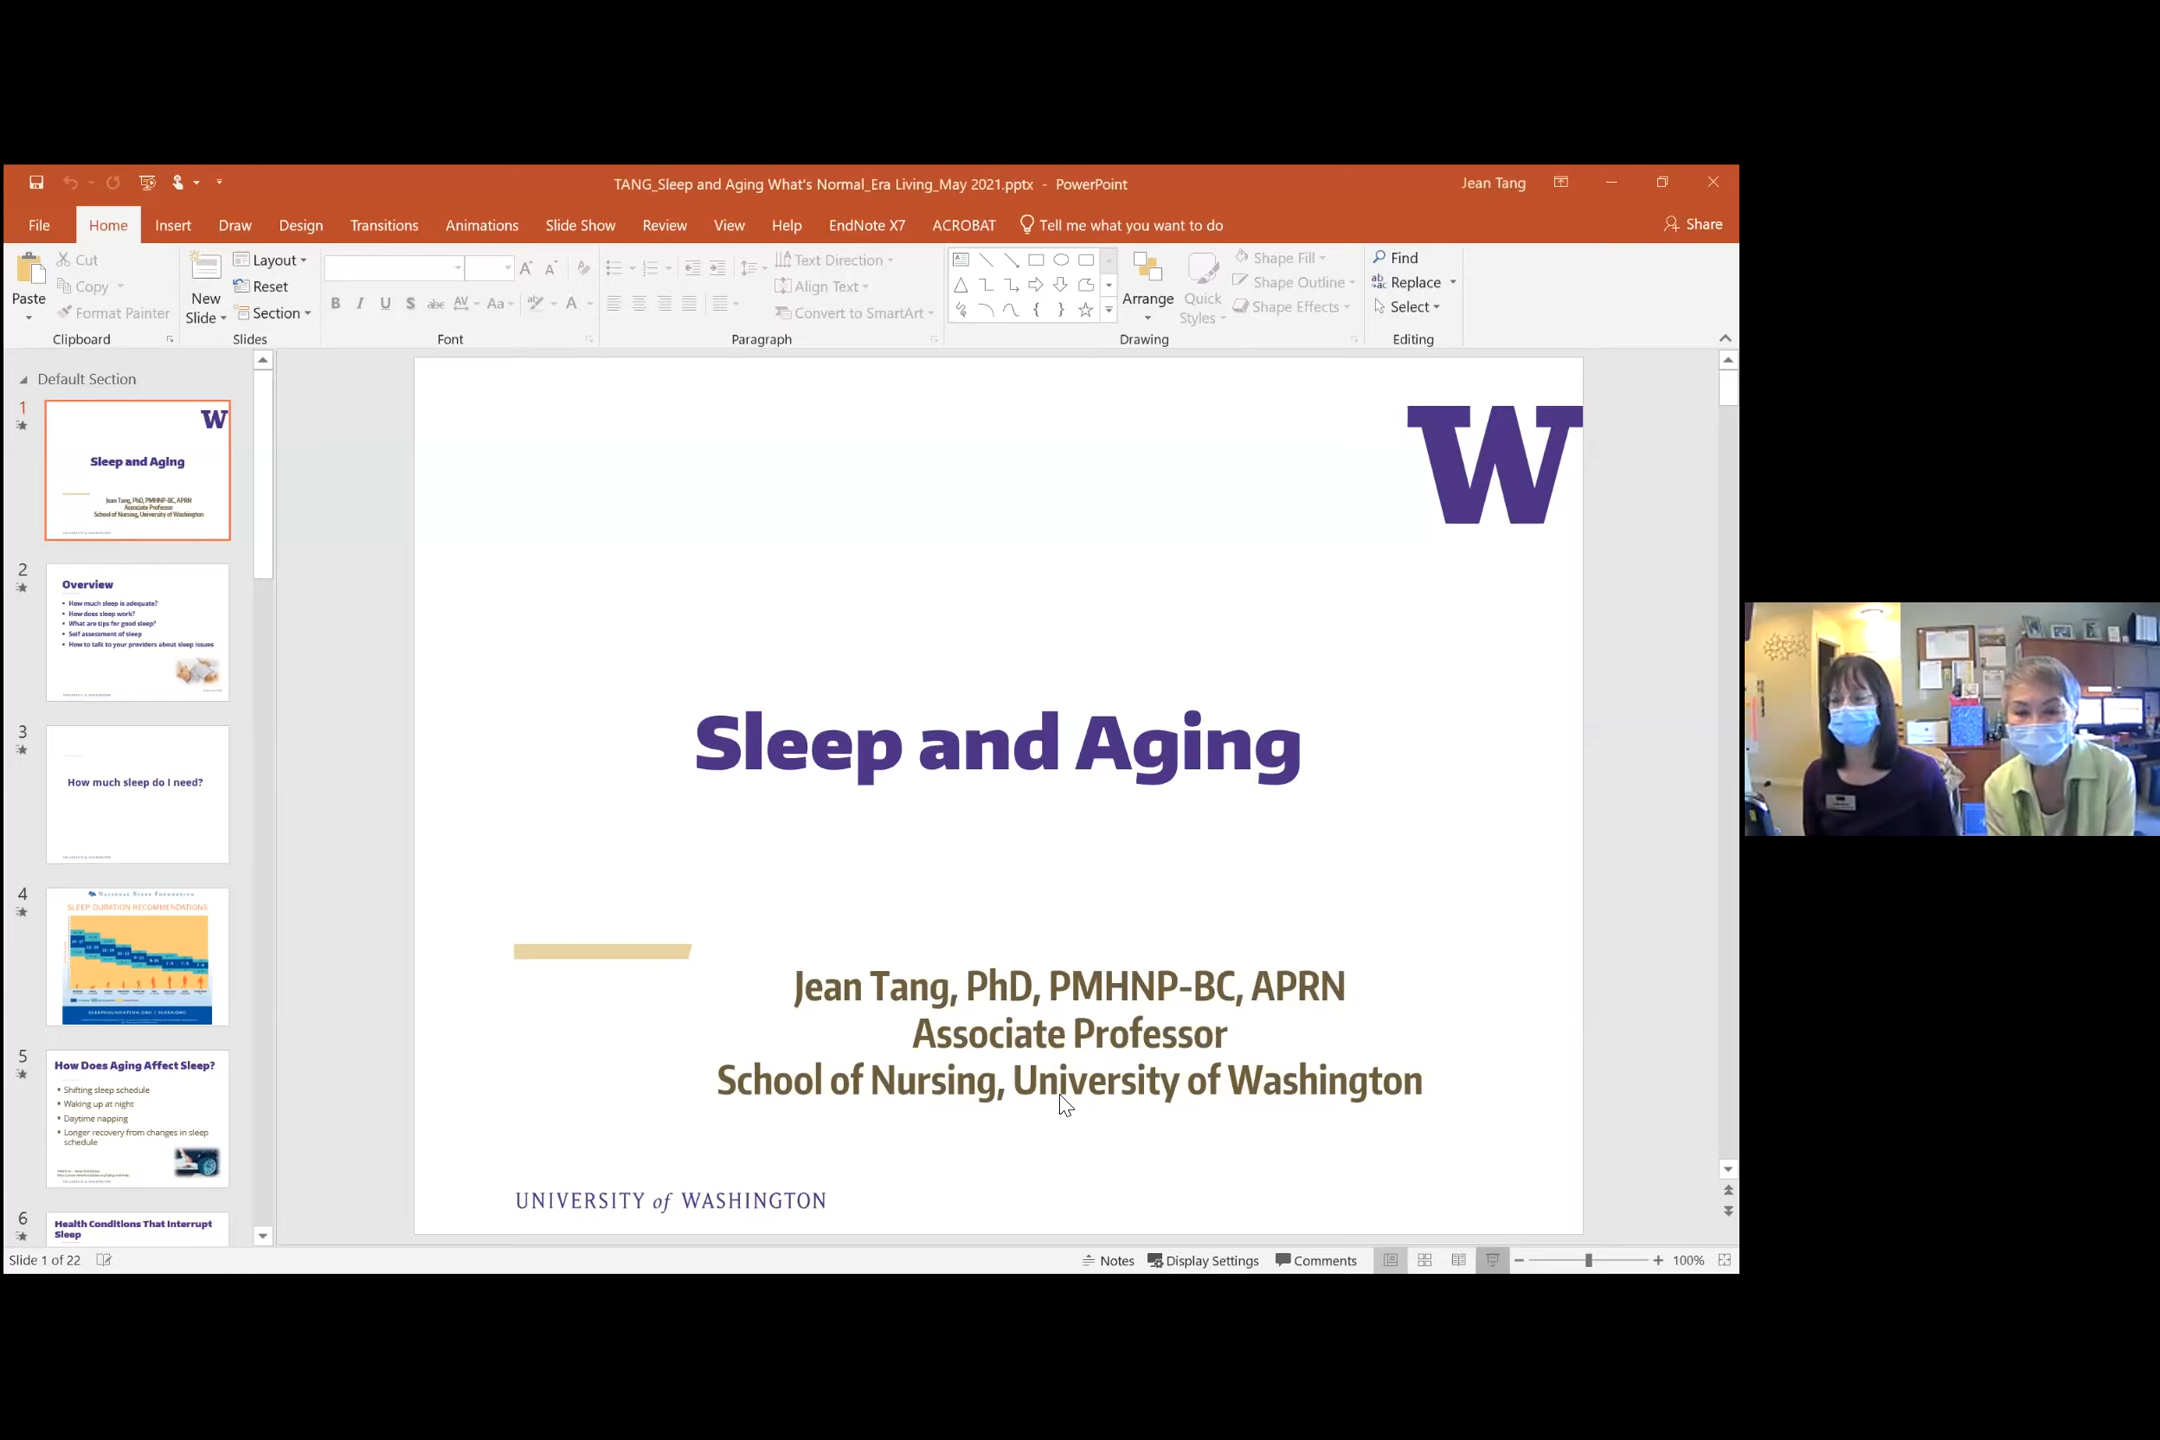 TANG_Sleep and Aging What's Normal_Era Living_May 2021.pptx - PowerPoint
Jean Tang
File Home Insert Draw Design Transitions Animations Slide Show Review View Help EndNote X7 ACROBAT Tell me what you want to do
Share
Paste
Cut
Copy
Format Painter
Clipboard
New Slide
Layout
Reset
Section
Slides
B I U S abc AV Aa A
Font
Text Direction
Align Text
Convert to SmartArt
Paragraph
Arrange
Quick Styles
Shape Fill
Shape Outline
Shape Effects
Drawing
Find
Replace
Select
Editing
Default Section
1
W
Sleep and Aging
Jean Tang, PhD, PMHNP-BC, APRN
Associate Professor
School of Nursing, University of Washington
2
Overview
• How much sleep is adequate?
• How does sleep work?
• What are tips for good sleep?
• Self assessment of sleep
• How to talk to your providers about sleep issues
3
How much sleep do I need?
4
NATIONAL SLEEP FOUNDATION
SLEEP DURATION RECOMMENDATIONS
5
How Does Aging Affect Sleep?
• Shifting sleep schedule
• Waking up at night
• Daytime napping
• Longer recovery from changes in sleep
schedule
6
Health Conditions That Interrupt
Sleep
W
Sleep and Aging
Jean Tang, PhD, PMHNP-BC, APRN
Associate Professor
School of Nursing, University of Washington
UNIVERSITY of WASHINGTON
Slide 1 of 22
Notes
Display Settings
Comments
100%